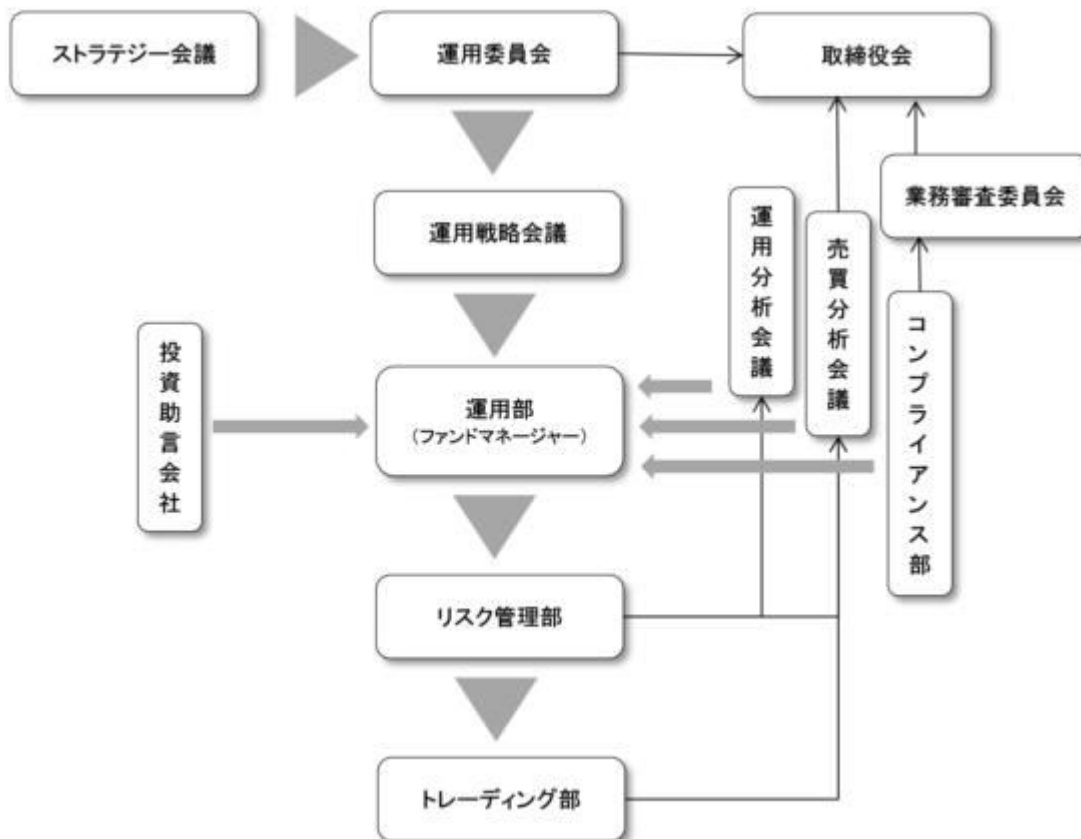 ストラテジー会議
運用委員会
取締役会
業務審査委員会
運用戦略会議
運用分析会議
売買分析会議
コンプライアンス部
投資助言会社
運用部
(ファンドマネージャー)
リスク管理部
トレーディング部